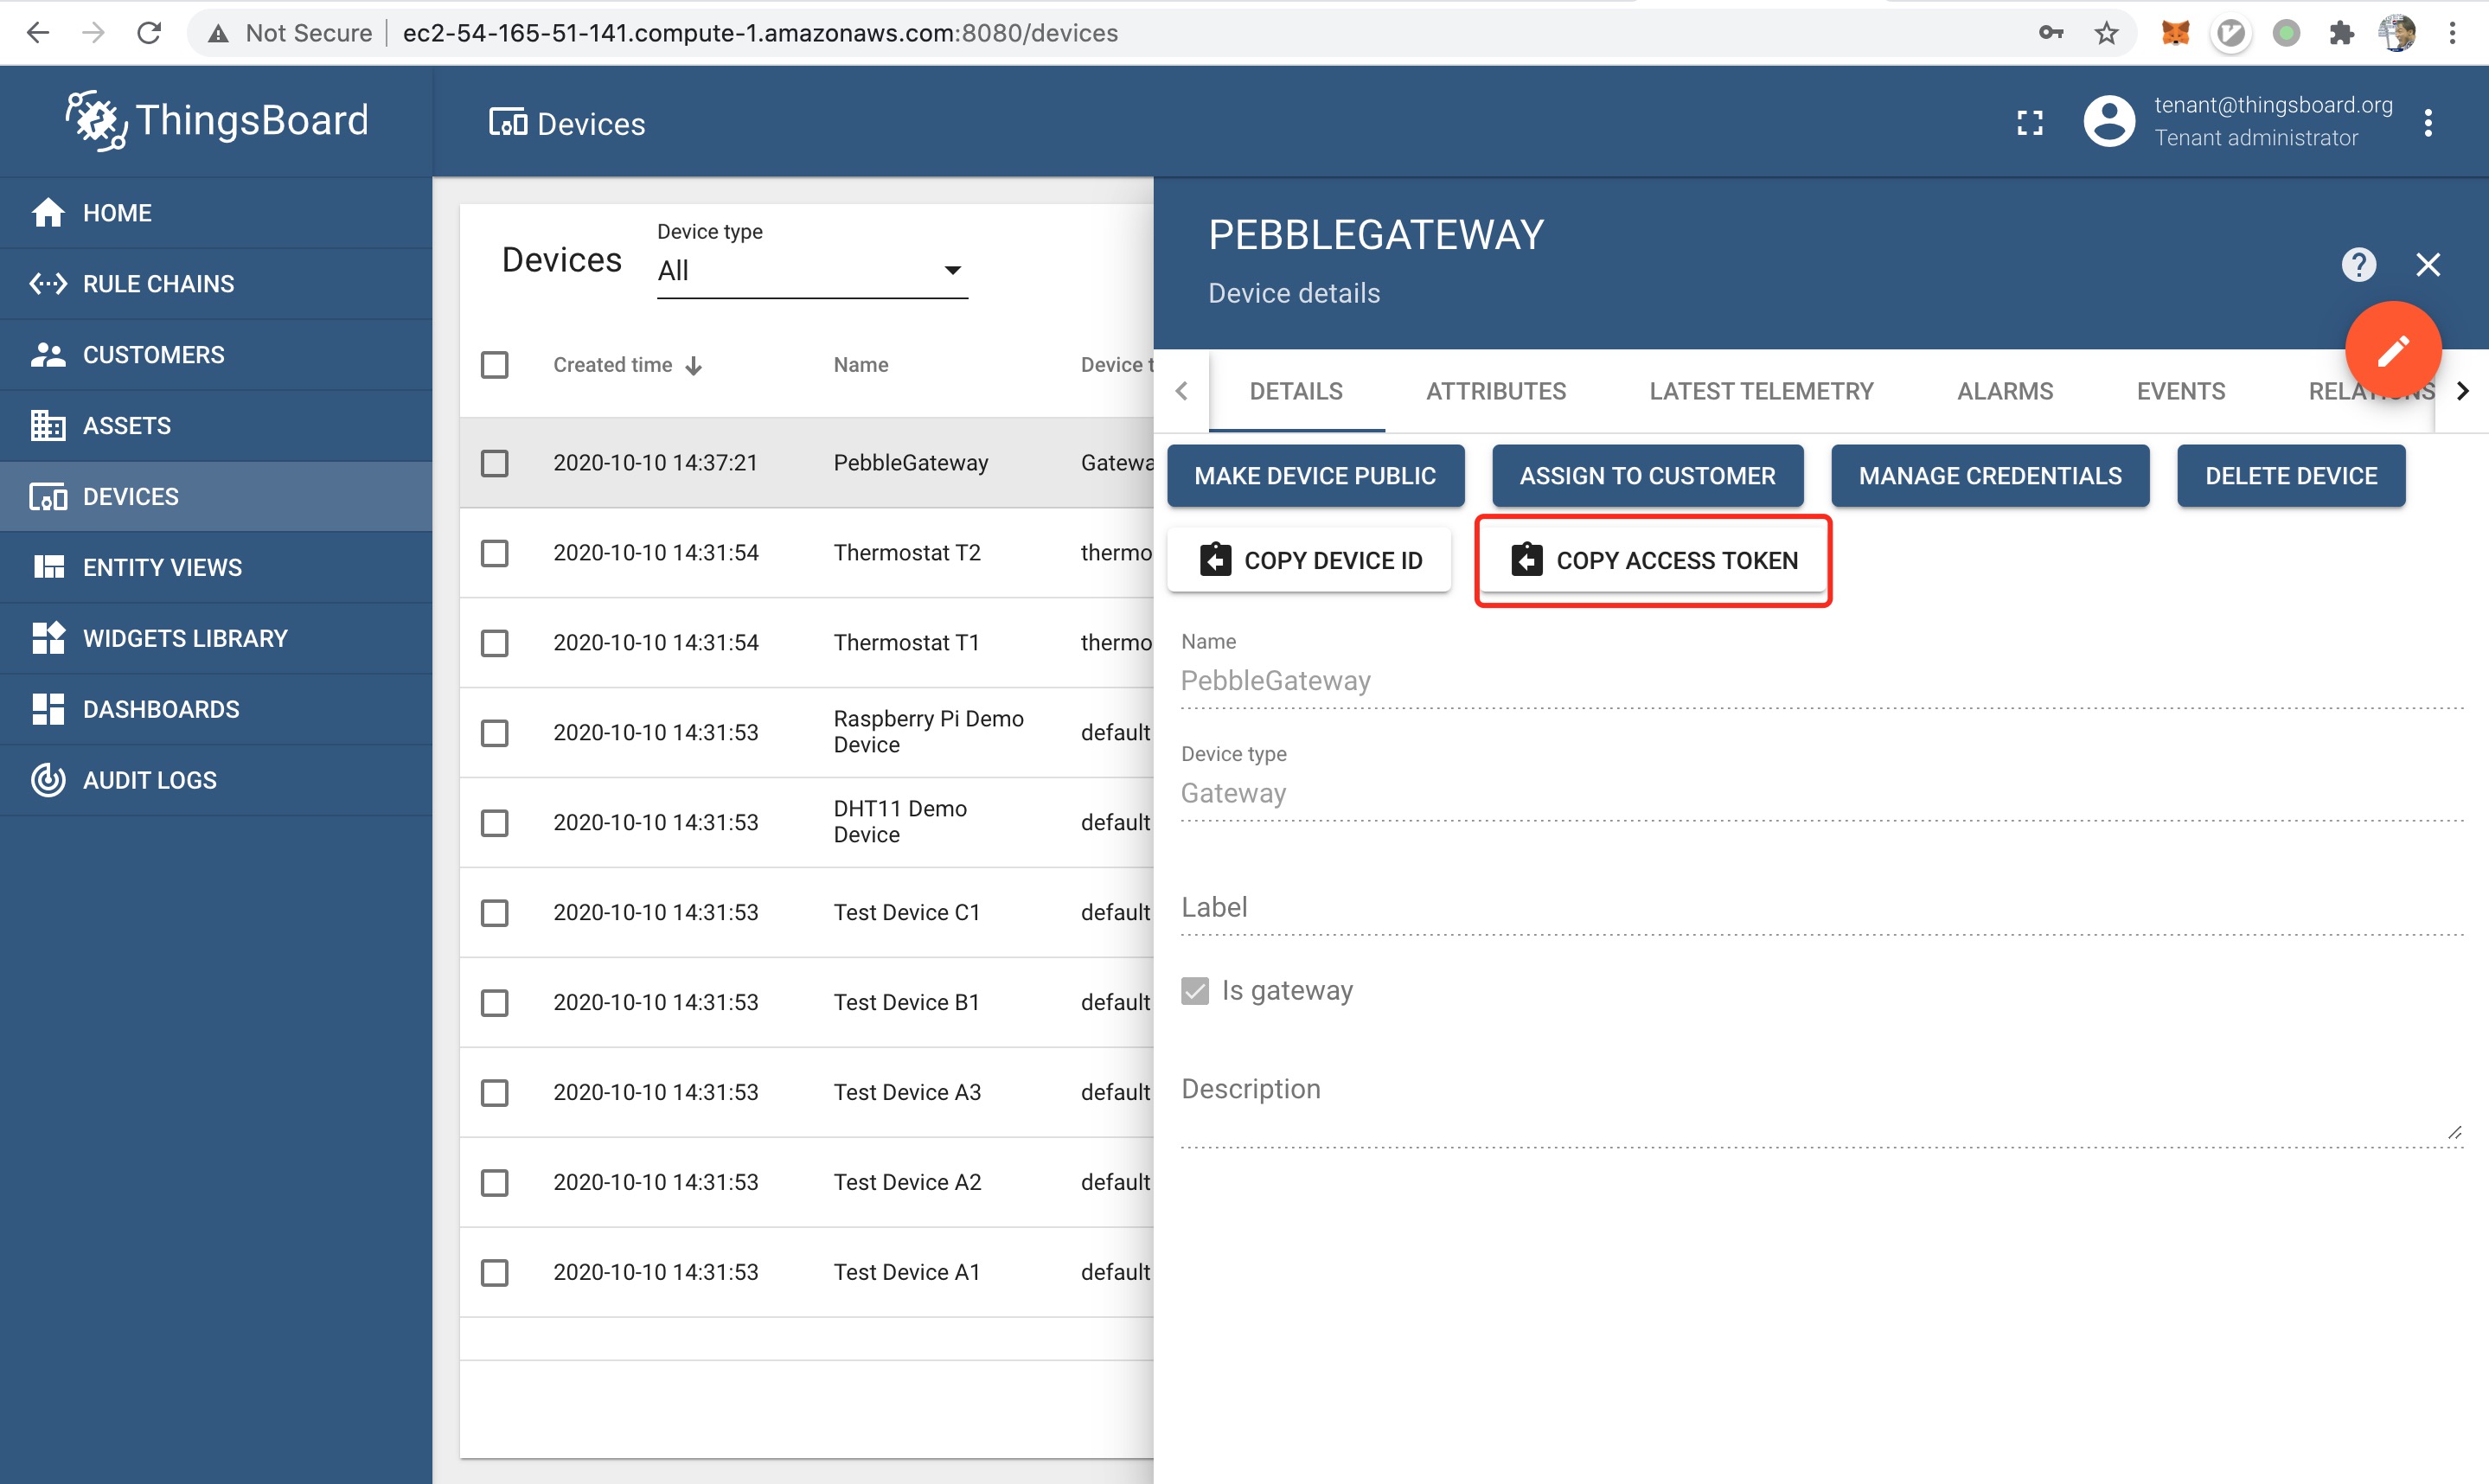 Not Secure
ec2-54-165-51-141.compute-1.amazonaws.com:8080/devices
ThingsBoard
Devices
tenant@thingsboard.org
Tenant administrator
HOME
RULE CHAINS
CUSTOMERS
ASSETS
DEVICES
ENTITY VIEWS
WIDGETS LIBRARY
DASHBOARDS
AUDIT LOGS
Devices
Device type
All
Created time
Name
Device t
2020-10-10 14:37:21 PebbleGateway Gatewa
2020-10-10 14:31:54 Thermostat T2 thermo
2020-10-10 14:31:54 Thermostat T1 thermo
2020-10-10 14:31:53 Raspberry Pi Demo
Device
default
2020-10-10 14:31:53 DHT11 Demo
Device
default
2020-10-10 14:31:53 Test Device C1 default
2020-10-10 14:31:53 Test Device B1 default
2020-10-10 14:31:53 Test Device A3 default
2020-10-10 14:31:53 Test Device A2 default
2020-10-10 14:31:53 Test Device A1 default
PEBBLEGATEWAY
Device details
?
DETAILS ATTRIBUTES LATEST TELEMETRY ALARMS EVENTS RELATIONS
MAKE DEVICE PUBLIC ASSIGN TO CUSTOMER MANAGE CREDENTIALS DELETE DEVICE
COPY DEVICE ID COPY ACCESS TOKEN
Name
PebbleGateway
Device type
Gateway
Label
Is gateway
Description